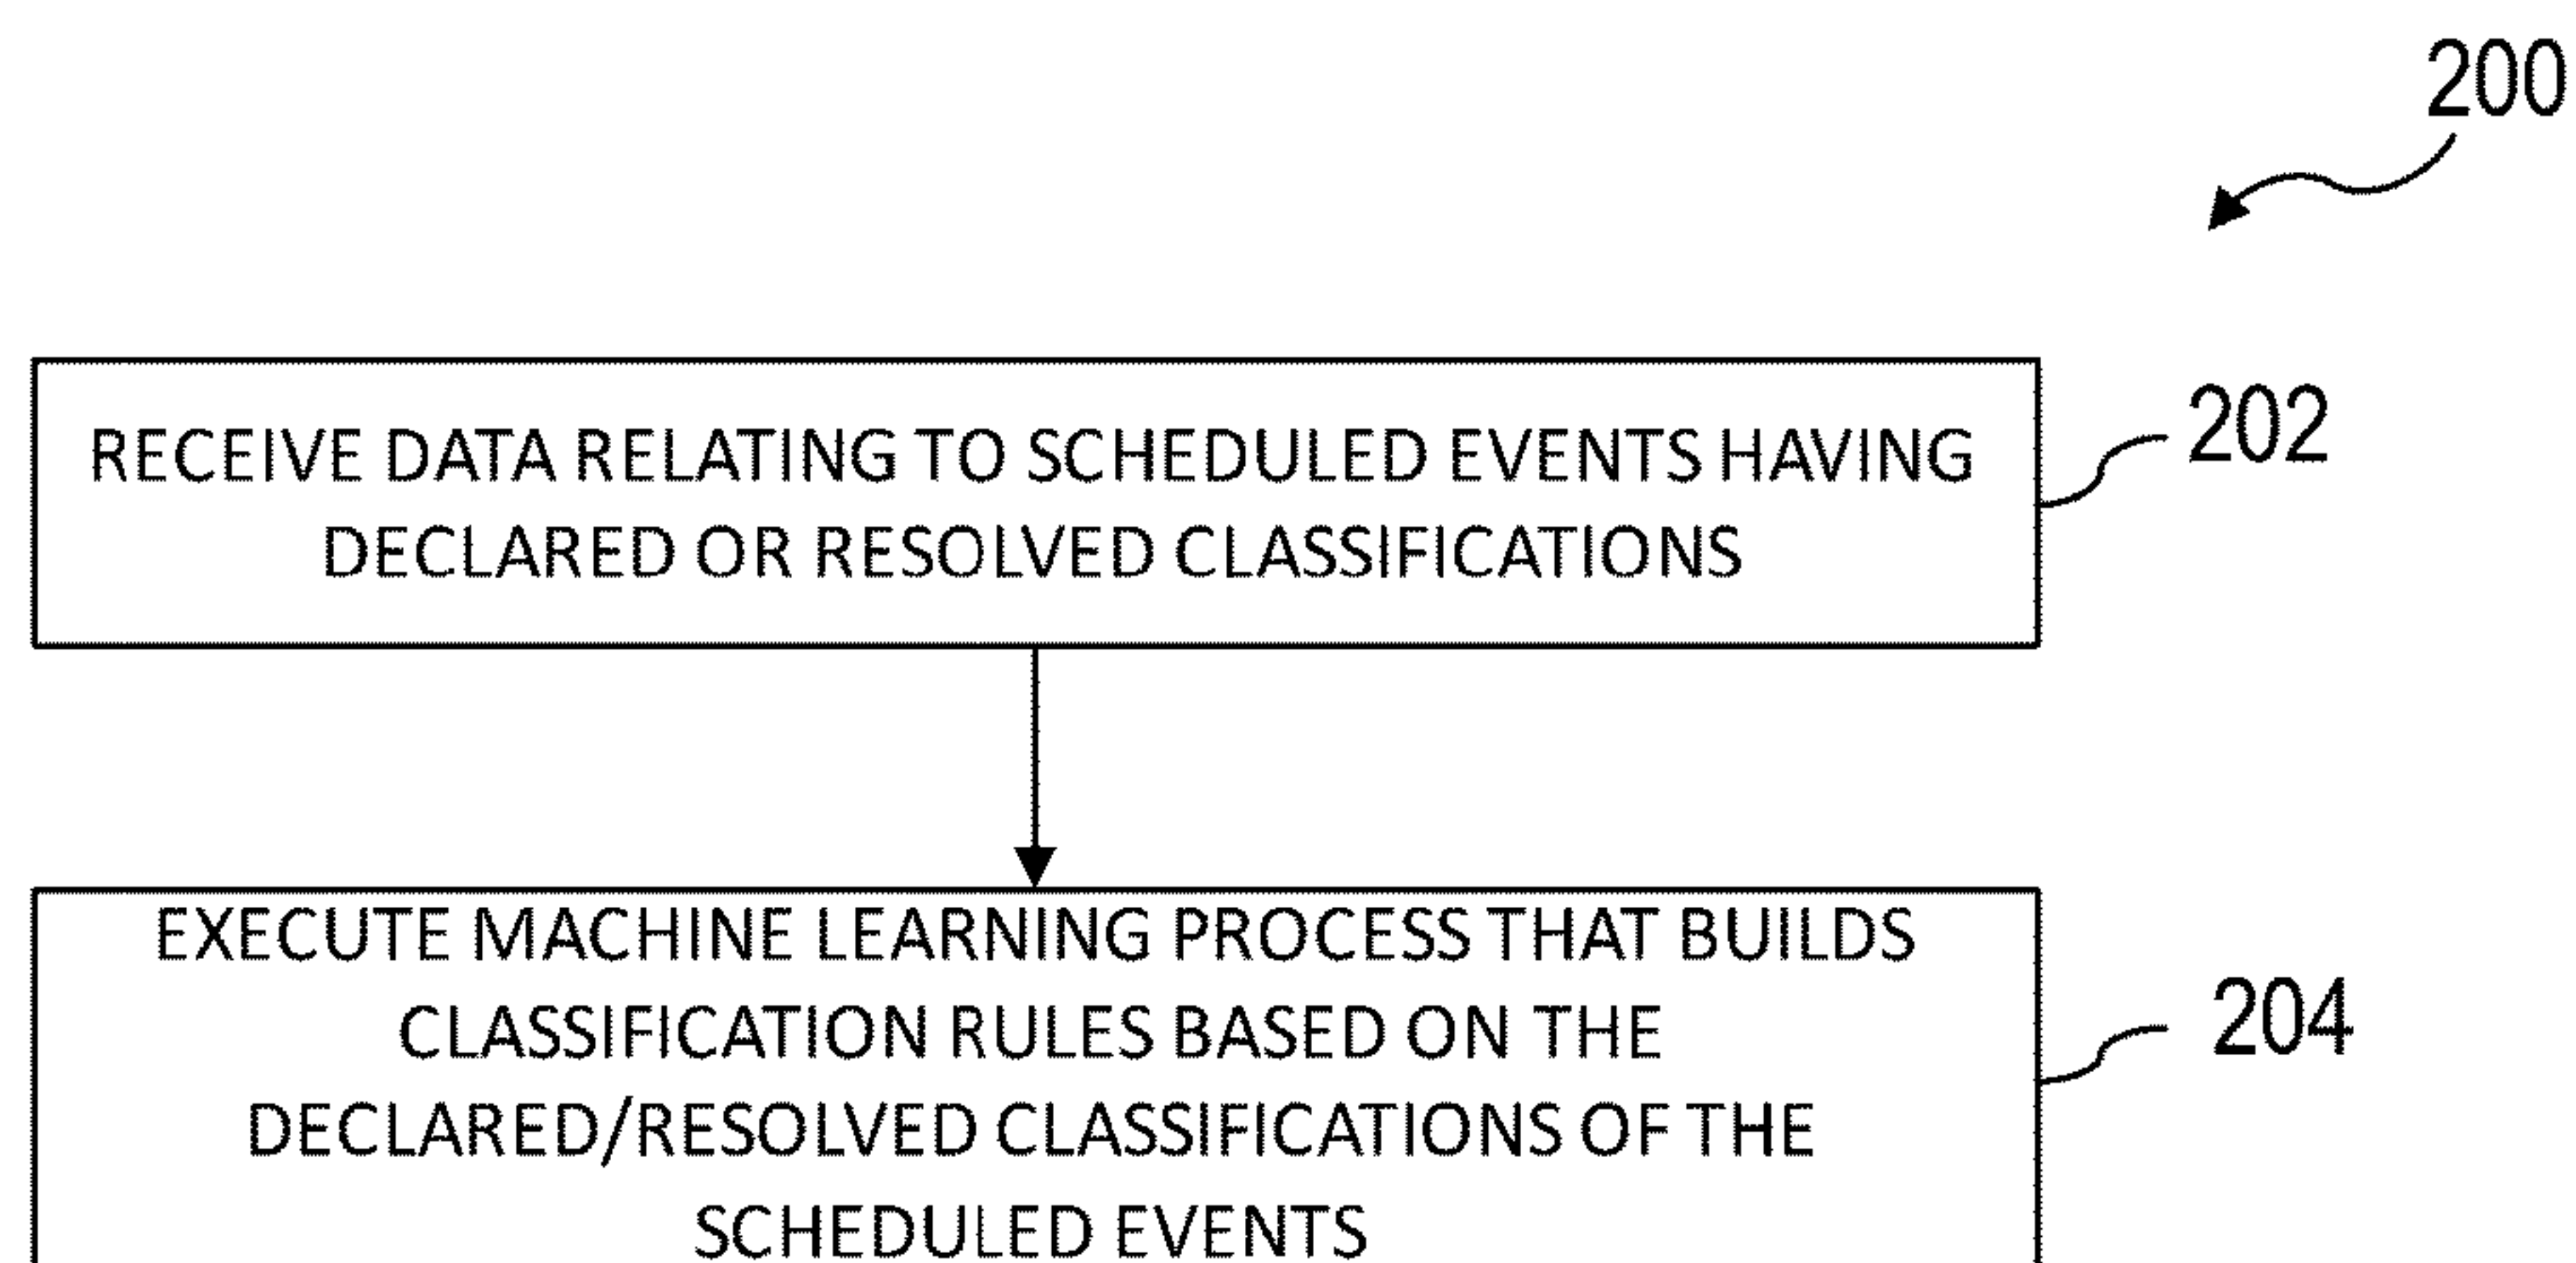 200
RECEIVE DATA RELATING TO SCHEDULED EVENTS HAVING
DECLARED OR RESOLVED CLASSIFICATIONS
202
EXECUTE MACHINE LEARNING PROCESS THAT BUILDS
CLASSIFICATION RULES BASED ON THE
DECLARED/RESOLVED CLASSIFICATIONS OF THE
SCHEDULED EVENTS
204